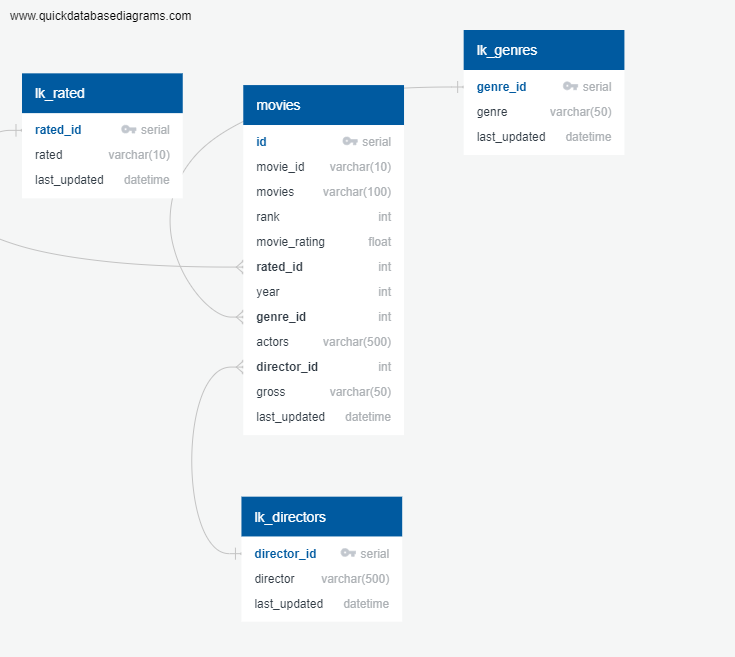 www.quickdatabasediagrams.com
lk_rated
rated_id serial
rated varchar(10)
last_updated datetime
movies
id serial
movie_id varchar(10)
movies varchar(100)
rank int
movie_rating float
rated_id int
year int
genre_id int
actors varchar(500)
director_id int
gross varchar(50)
last_updated datetime
lk_genres
genre_id serial
genre varchar(50)
last_updated datetime
lk_directors
director_id serial
director varchar(500)
last_updated datetime